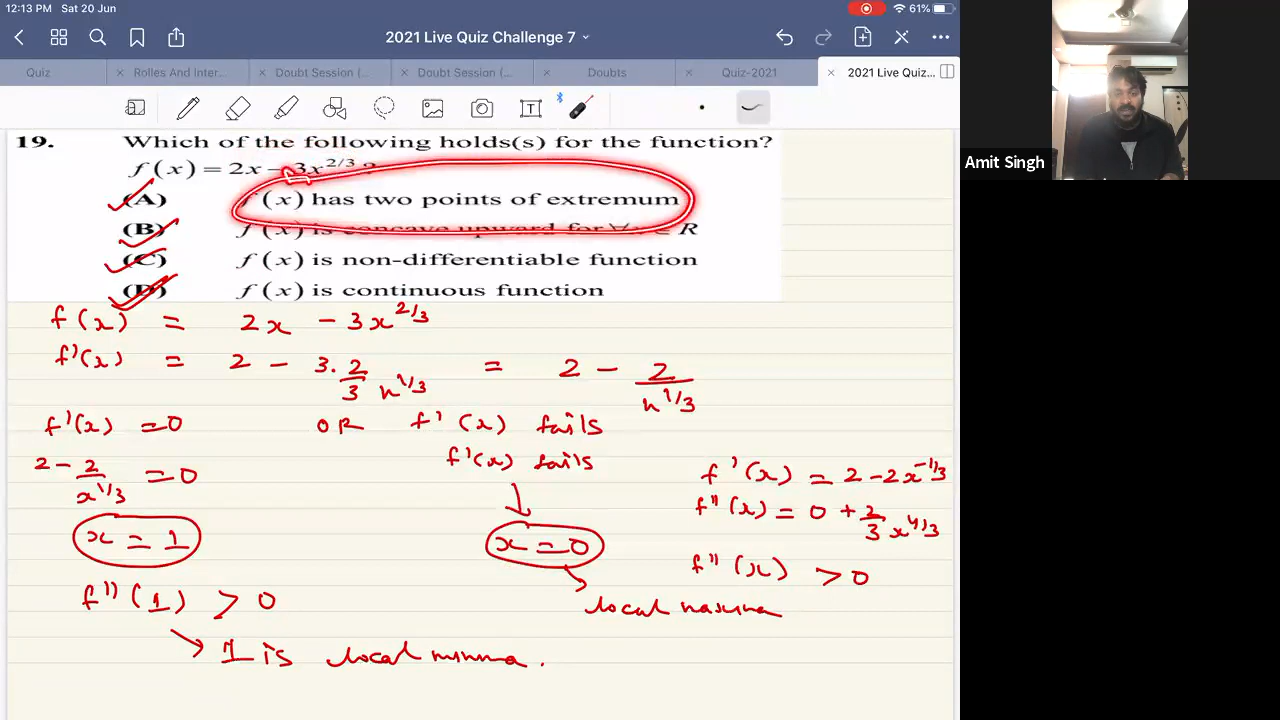 12:13 PM Sat 20 Jun
61%
2021 Live Quiz Challenge 7
Quiz
Rolles And Inter...
Doubt Session (...
Doubt Session (...
Doubts
Quiz-2021
2021 Live Quiz...
Amit Singh
19. Which of the following holds(s) for the function?
f(x) = 2x − 3x^{2/3} ?
(A) f(x) has two points of extremum
(B) f(x) is concave upward for ∀x ∈ R
(C) f(x) is non-differentiable function
(D) f(x) is continuous function
f(x) = 2x − 3x^{2/3}
f'(x) = 2 − 3·2/3 x^{1/3} = 2 − 2/x^{1/3}
f'(x) = 0 OR f'(x) fails
2 − 2/x^{1/3} = 0
x = 1
f''(1) > 0
→ 1 is local minima.
f'(x) fails
x = 0
local maxima
f'(x) = 2 − 2x^{−1/3}
f''(x) = 0 + 2/3 x^{4/3}
f''(x) > 0